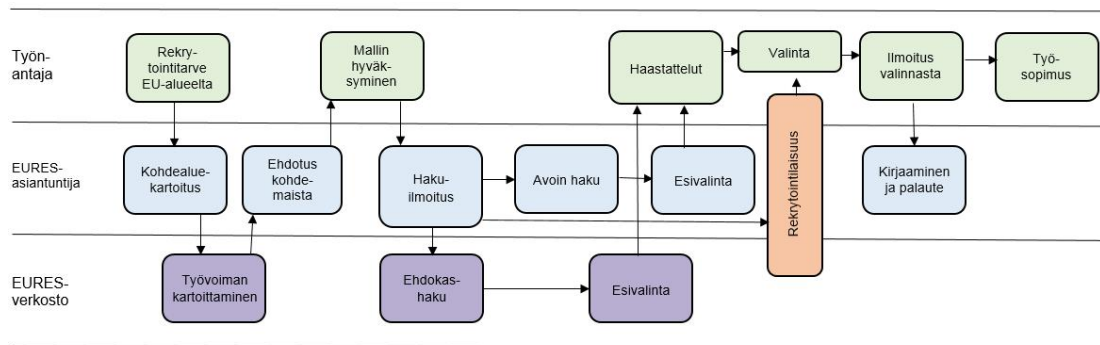 Työn-
antaja
Rekry-
tointitarve
EU-alueelta
Mallin
hyväk-
syminen
Haastattelut
Valinta
Ilmoitus
valinnasta
Työ-
sopimus
EURES-
asiantuntija
Kohdealue-
kartoitus
Ehdotus
kohde-
maista
Haku-
ilmoitus
Avoin haku
Esivalinta
Rekrytointilaisuus
Kirjaaminen
ja palaute
EURES-
verkosto
Työvoiman
kartoittaminen
Ehdokas-
haku
Esivalinta